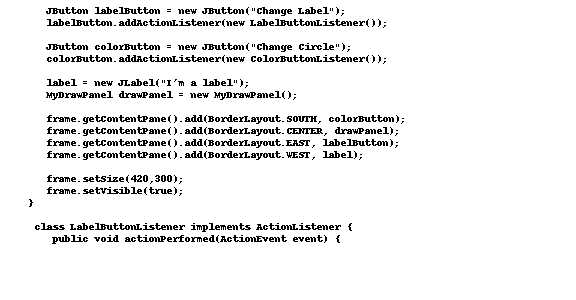 JButton labelButton = new JButton("Change Label");
labelButton.addActionListener(new LabelButtonListener());
JButton colorButton = new JButton("Change Circle");
colorButton.addActionListener(new ColorButtonListener());
label = new JLabel("I'm a label");
MyDrawPanel drawPanel = new MyDrawPanel();
frame.getContentPane().add(BorderLayout.SOUTH, colorButton);
frame.getContentPane().add(BorderLayout.CENTER, drawPanel);
frame.getContentPane().add(BorderLayout.EAST, labelButton);
frame.getContentPane().add(BorderLayout.WEST, label);
frame.setSize(420,300);
frame.setVisible(true);
}
class LabelButtonListener implements ActionListener {
public void actionPerformed(ActionEvent event) {